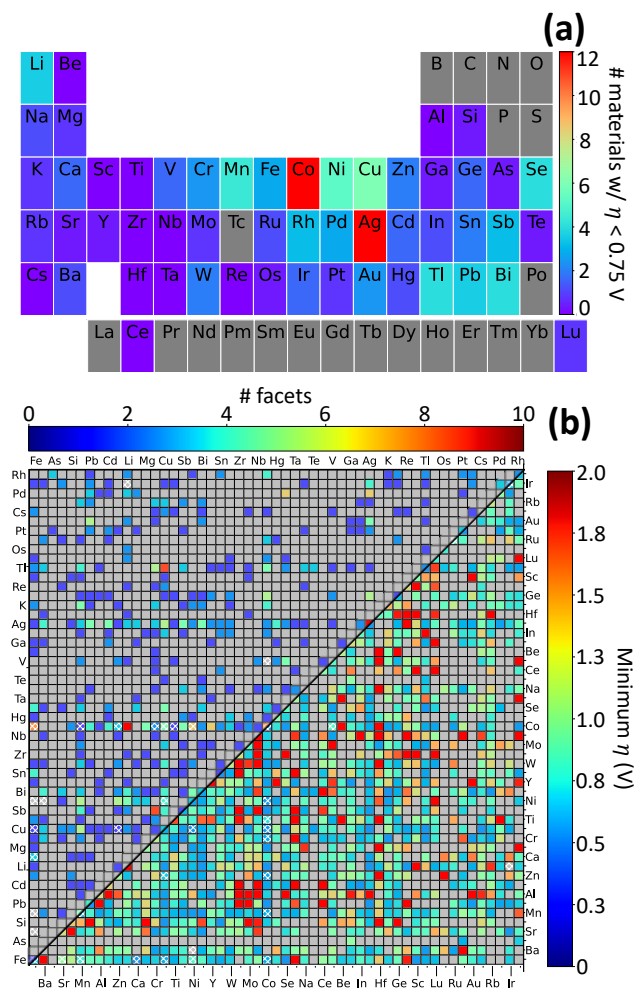 (a)
Li Be B C N O
Na Mg Al Si P S
K Ca Sc Ti V Cr Mn Fe Co Ni Cu Zn Ga Ge As Se
Rb Sr Y Zr Nb Mo Tc Ru Rh Pd Ag Cd In Sn Sb Te
Cs Ba Hf Ta W Re Os Ir Pt Au Hg Tl Pb Bi Po
La Ce Pr Nd Pm Sm Eu Gd Tb Dy Ho Er Tm Yb Lu
12
10
8
6
4
2
0
# materials w/ η < 0.75 V
# facets
(b)
0 2 4 6 8 10
Fe As Si Pb Li Mg Cu Sb Bi Sn Zr Nb Hg Ta Te V Ga Ag K Re Tl Os Pt Cs Pd Rh
Rh
Pd
Cs
Pt
Os
Tl
Re
K
Ag
Ga
V
Te
Ta
Hg
Nb
Zr
Sn
Bi
Sb
Cu
Mg
Li
Cd
Pb
Si
As
Fe
Ir
Rb
Au
Ru
Lu
Sc
Ge
Hf
In
Be
Ce
Na
Se
Co
Mo
W
Y
Ni
Ti
Cr
Ca
Zn
Al
Mn
Sr
Ba
Ba Sr Mn Al Zn Ca Cr Ti Ni Y W Mo Co Se Na Ce Be In Hf Ge Sc Lu Ru Au Rb Ir
2.0
1.8
1.5
1.3
1.0
0.8
0.5
0.3
0
Minimum η (V)